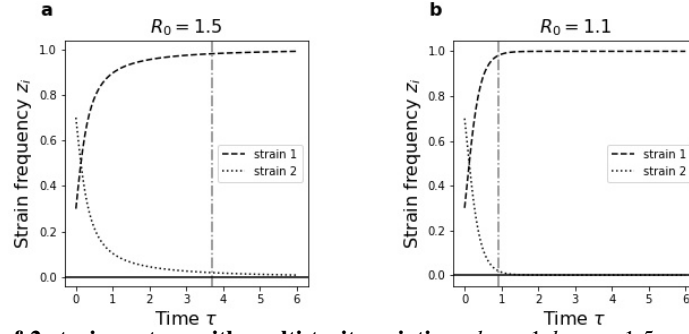 a
b
R₀ = 1.5
R₀ = 1.1
Strain frequency zᵢ
1.0
0.8
0.6
0.4
0.2
0.0
strain 1
strain 2
0 1 2 3 4 5 6
Time τ
Strain frequency zᵢ
1.0
0.8
0.6
0.4
0.2
0.0
strain 1
strain 2
0 1 2 3 4 5 6
Time τ